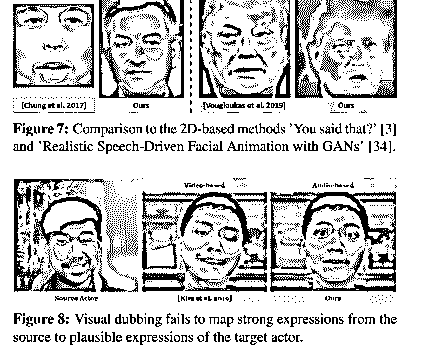 [Chung et al. 2017] Ours [Vougioukas et al. 2019] Ours
Figure 7: Comparison to the 2D-based methods 'You said that?' [3]
and 'Realistic Speech-Driven Facial Animation with GANs' [34].
Video-based Audio-based
Source Actor [Kim et al. 2019] Ours
Figure 8: Visual dubbing fails to map strong expressions from the
source to plausible expressions of the target actor.